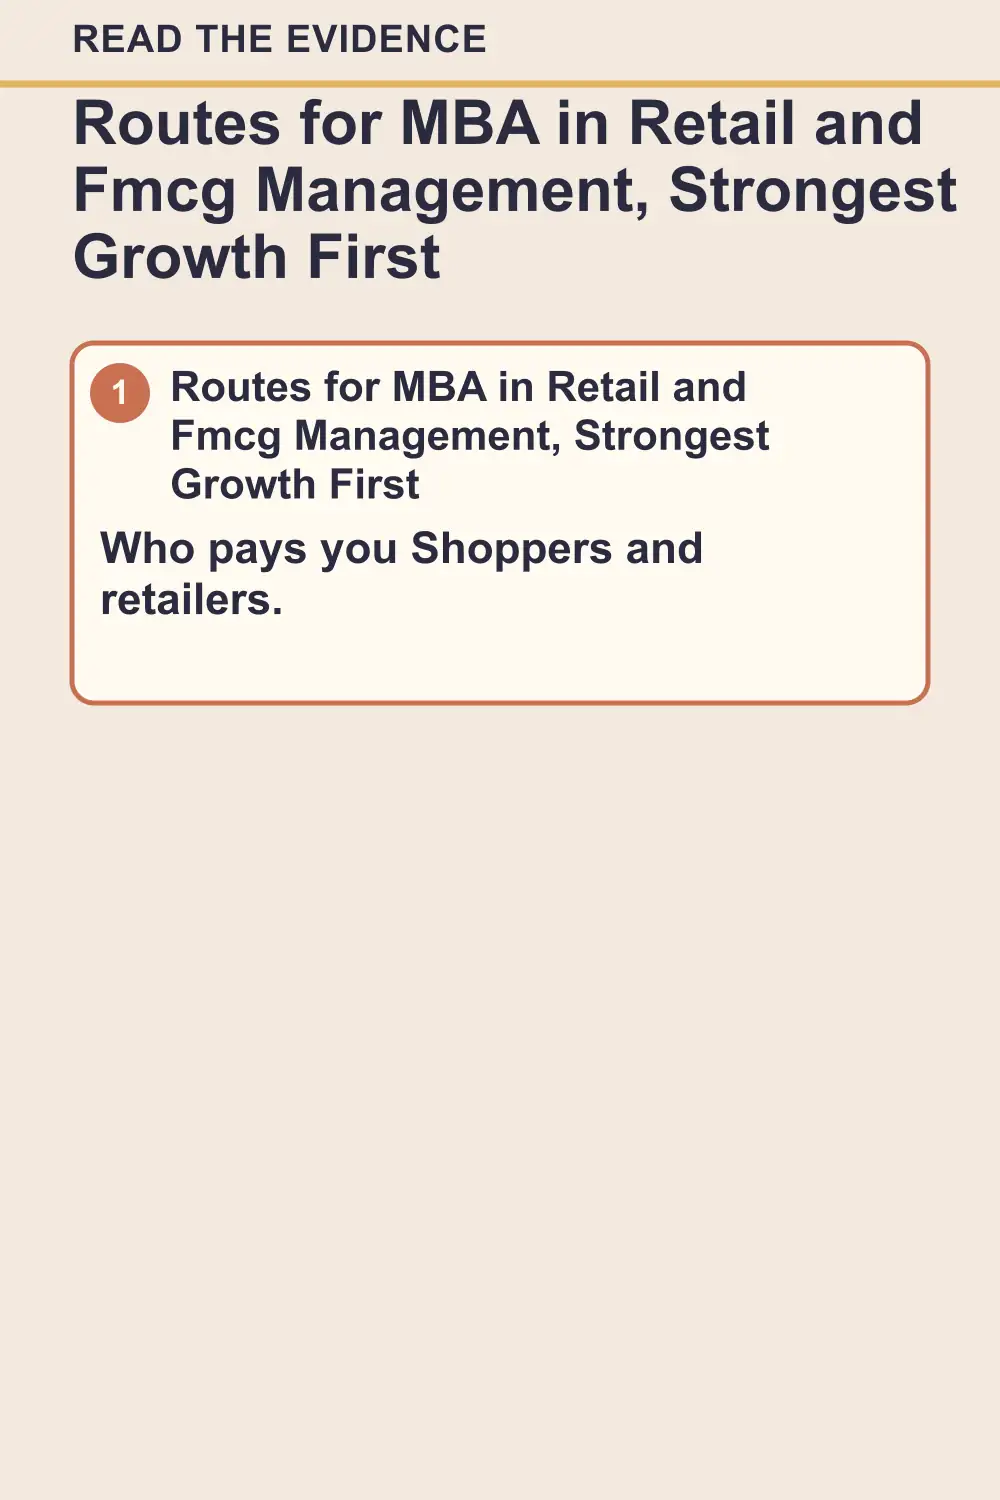 READ THE EVIDENCE
Routes for MBA in Retail and
Fmcg Management, Strongest
Growth First
1
Routes for MBA in Retail and
Fmcg Management, Strongest
Growth First
Who pays you Shoppers and
retailers.